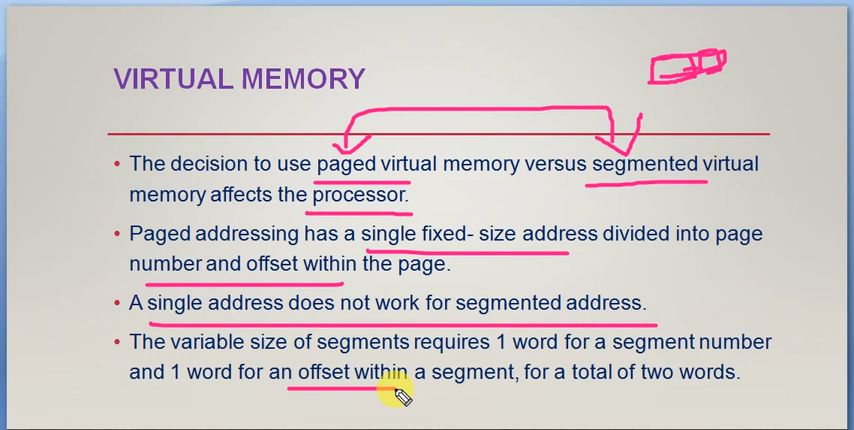 VIRTUAL MEMORY
• The decision to use paged virtual memory versus segmented virtual
memory affects the processor.
• Paged addressing has a single fixed- size address divided into page
number and offset within the page.
• A single address does not work for segmented address.
• The variable size of segments requires 1 word for a segment number
and 1 word for an offset within a segment, for a total of two words.